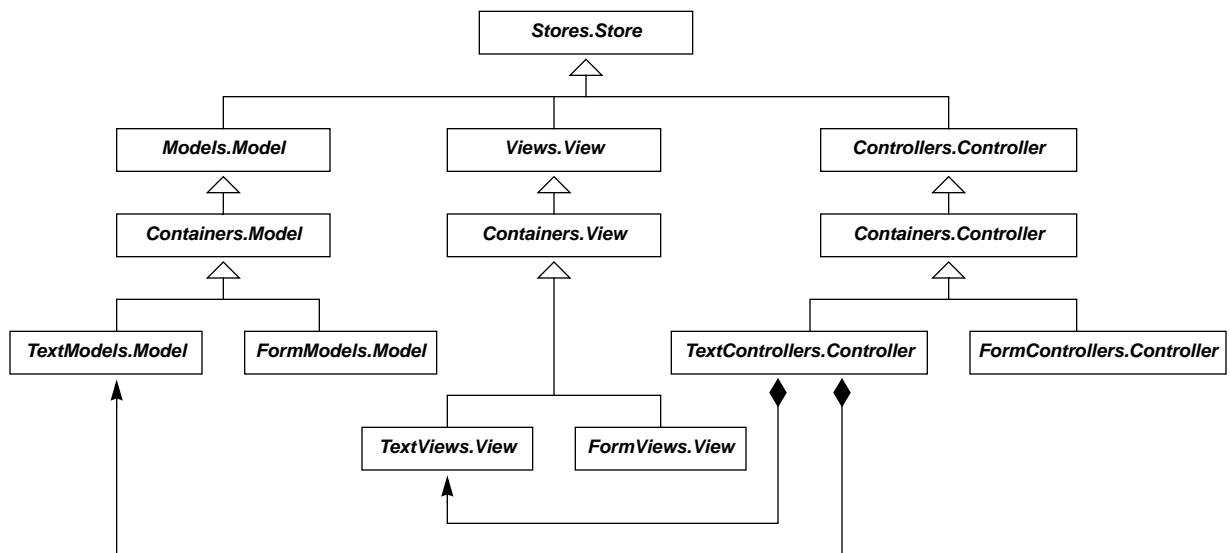 Stores.Store
Models.Model
Views.View
Controllers.Controller
Containers.Model
Containers.View
Containers.Controller
TextModels.Model
FormModels.Model
TextControllers.Controller
FormControllers.Controller
TextViews.View
FormViews.View